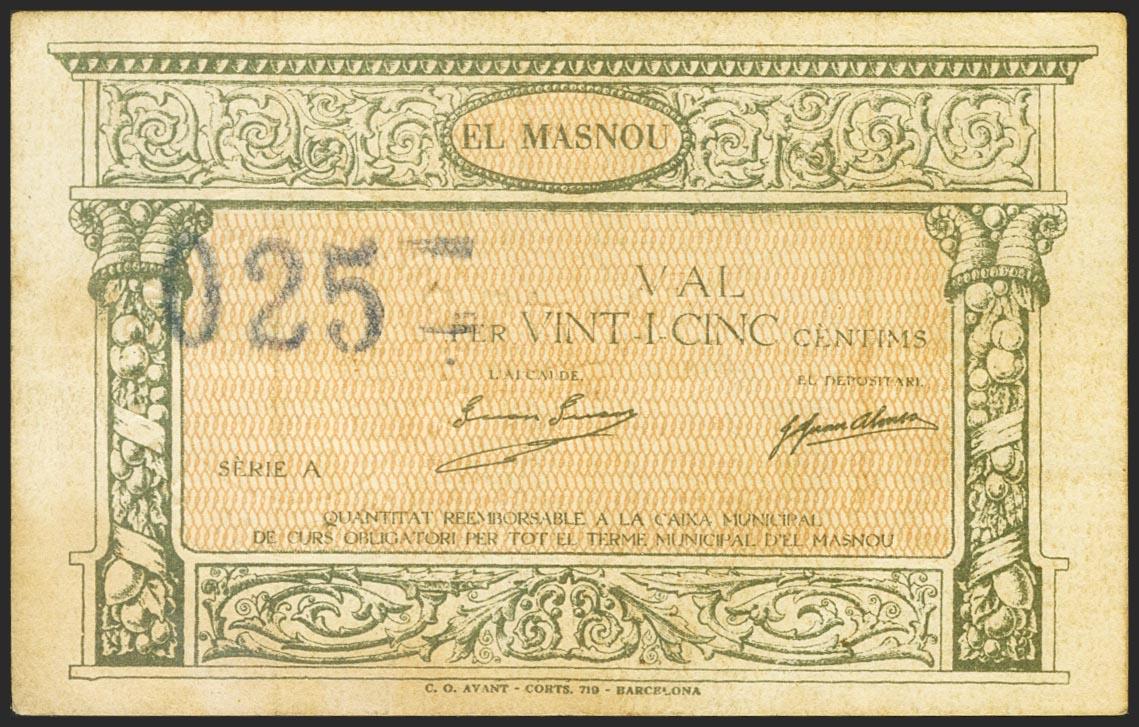 EL MASNOU
025
VAL
PER VINT-I-CINC CÈNTIMS
L'ALCALDE,
EL DEPOSITARI,
SÈRIE A
QUANTITAT REEMBORSABLE A LA CAIXA MUNICIPAL
DE CURS OBLIGATORI PER TOT EL TERME MUNICIPAL D'EL MASNOU
C. O. AVANT - CORTS, 719 - BARCELONA